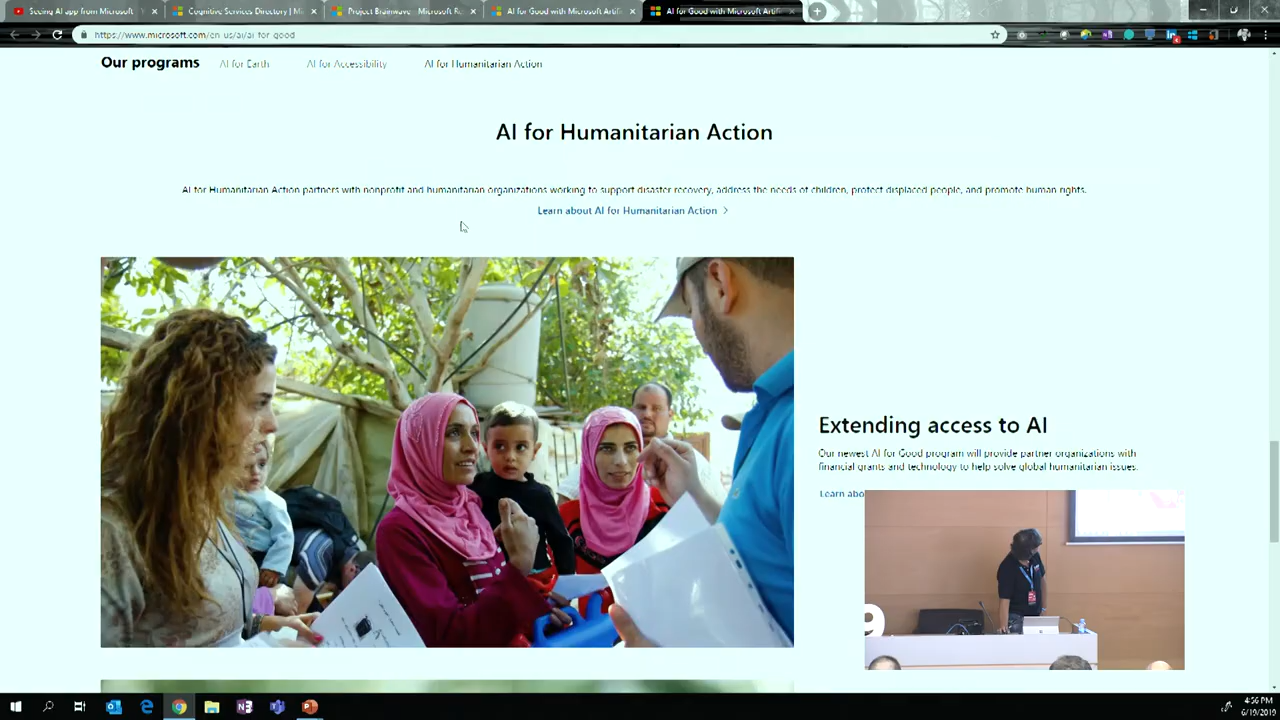 Seeing AI app from Microsoft
Cognitive Services Directory | Mi
Project Brainwave - Microsoft Re
AI for Good with Microsoft Artifi
AI for Good with Microsoft Artifi
https://www.microsoft.com/en-us/ai/ai-for-good
Our programs AI for Earth AI for Accessibility AI for Humanitarian Action
AI for Humanitarian Action
AI for Humanitarian Action partners with nonprofit and humanitarian organizations working to support disaster recovery, address the needs of children, protect displaced people, and promote human rights.
Learn about AI for Humanitarian Action
Extending access to AI
Our newest AI for Good program will provide partner organizations with
financial grants and technology to help solve global humanitarian issues.
Learn abo
9
4:56 PM
6/19/2019